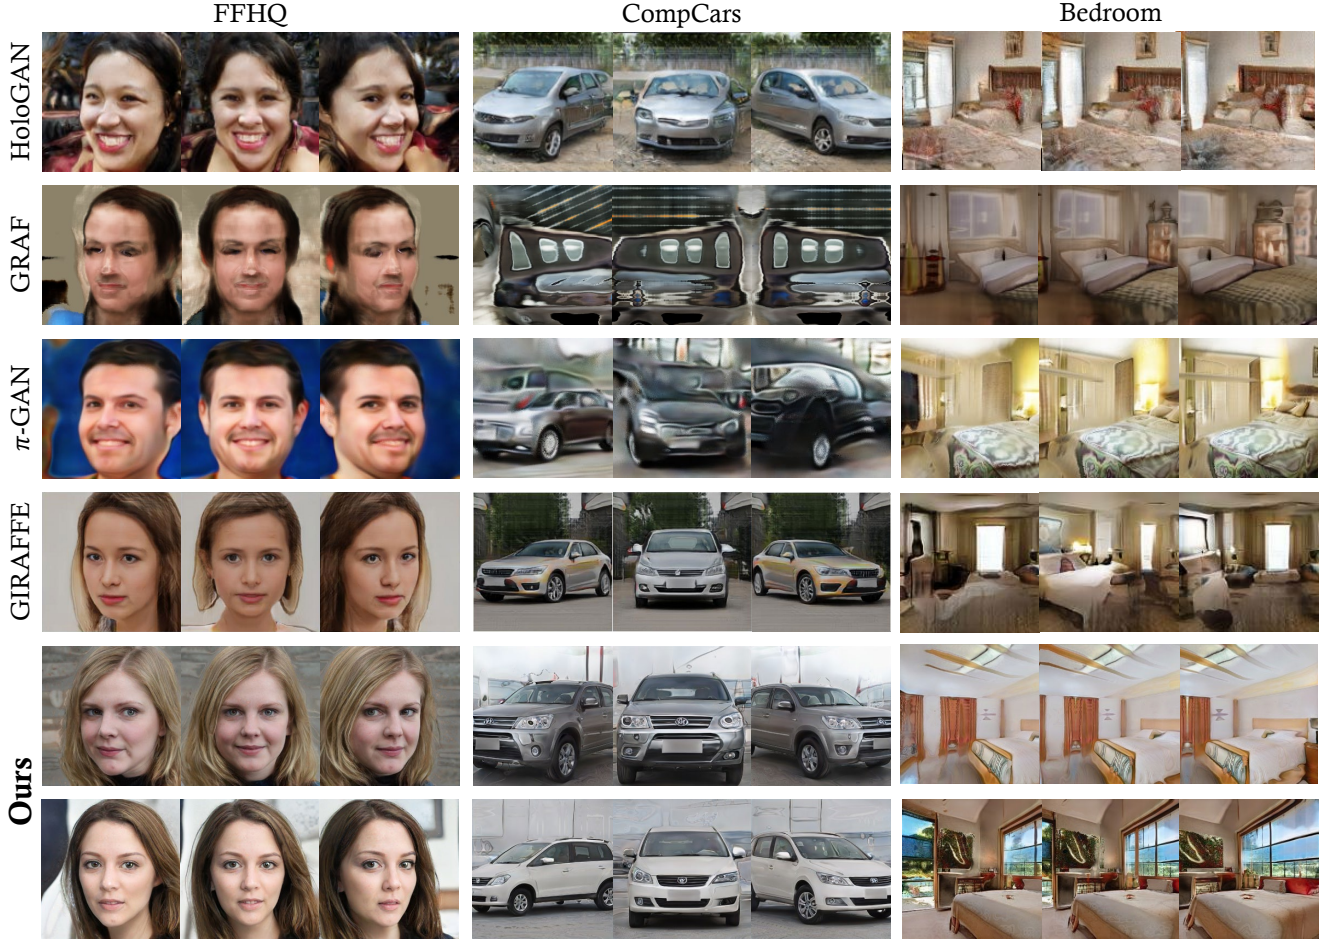 FFHQ CompCars Bedroom
HoloGAN
GRAF
π-GAN
GIRAFFE
Ours